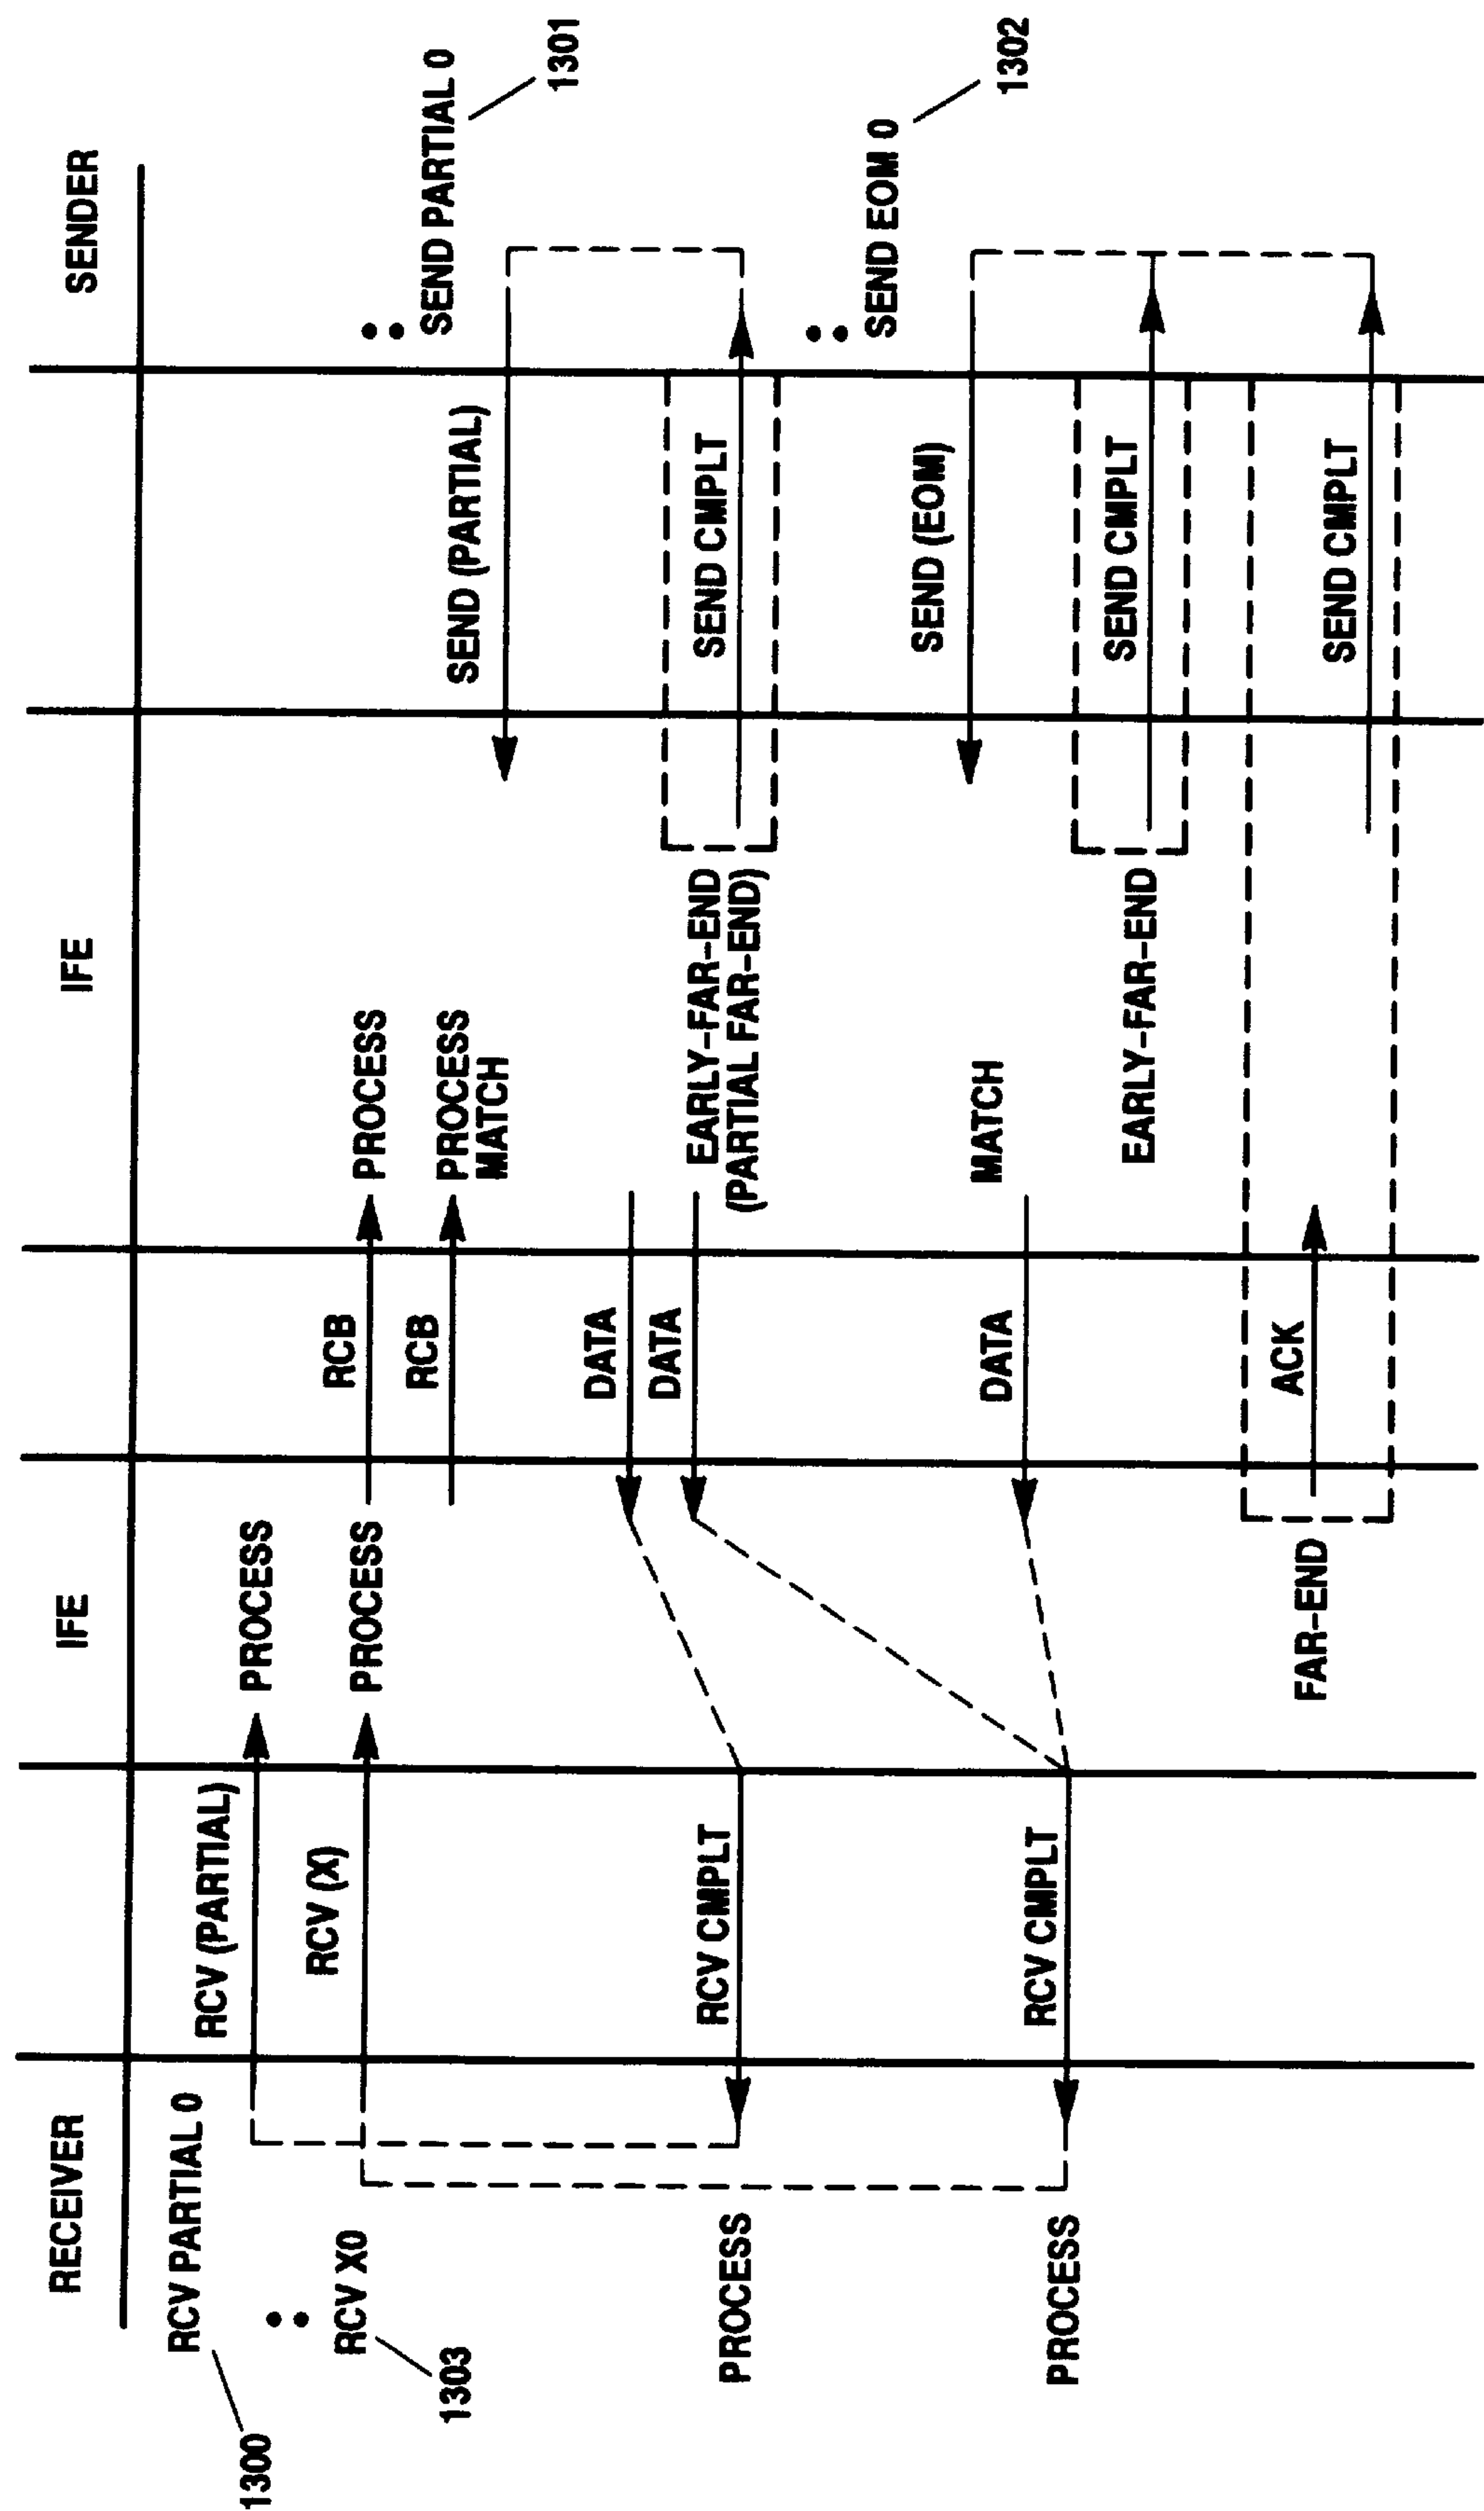 RECEIVER
IFE
IFE
SENDER
RCV PARTIAL 0
1300
RCV (PARTIAL)
PROCESS
RCV X0
1303
RCV (X)
PROCESS
RCB
PROCESS
RCB
PROCESS
MATCH
SEND PARTIAL 0
1301
SEND (PARTIAL)
DATA
DATA
EARLY-FAR-END
(PARTIAL FAR-END)
SEND CMPLT
RCV CMPLT
PROCESS
SEND EOM 0
1302
SEND (EOM)
MATCH
DATA
RCV CMPLT
PROCESS
EARLY-FAR-END
SEND CMPLT
FAR-END
ACK
SEND CMPLT